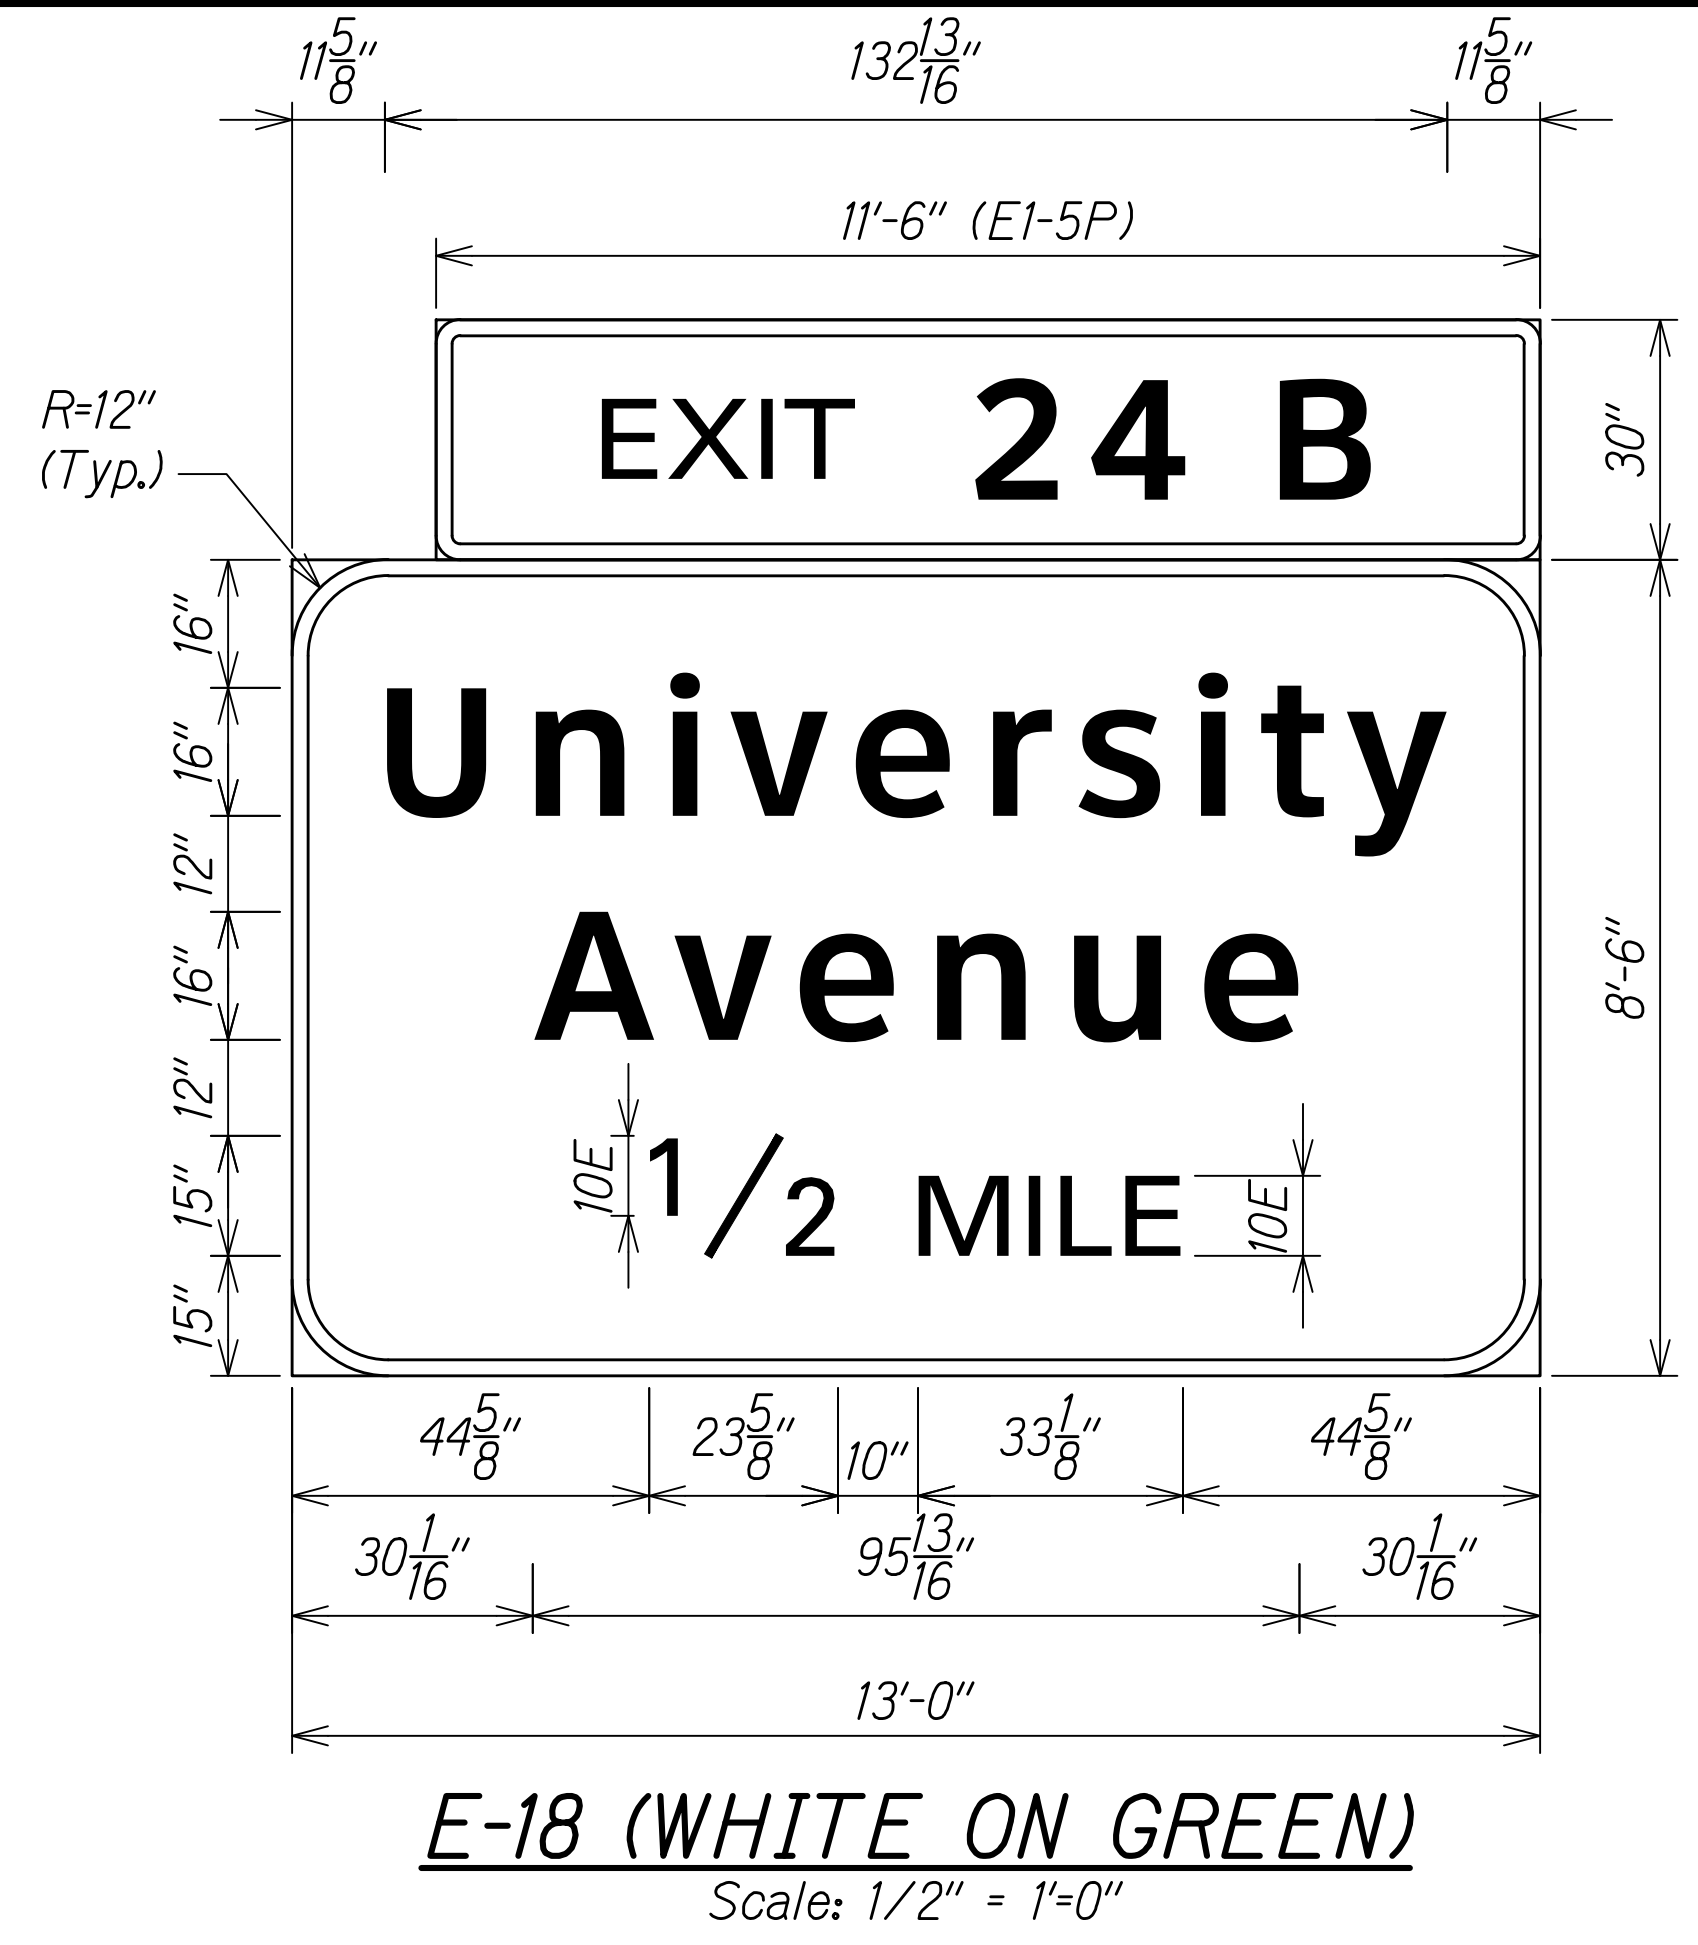 11 5/8" 132 13/16" 11 5/8"
11'-6" (E1-5P)
EXIT 24 B
30"
R=12"
(Typ.)
16"
16"
12"
16"
12"
15"
15"
University
Avenue
8'-6"
10E 1/2 MILE 10E
44 5/8" 23 5/8" 10" 33 1/8" 44 5/8"
30 1/16" 95 13/16" 30 1/16"
13'-0"
E-18 (WHITE ON GREEN)
Scale: 1/2" = 1'=0"